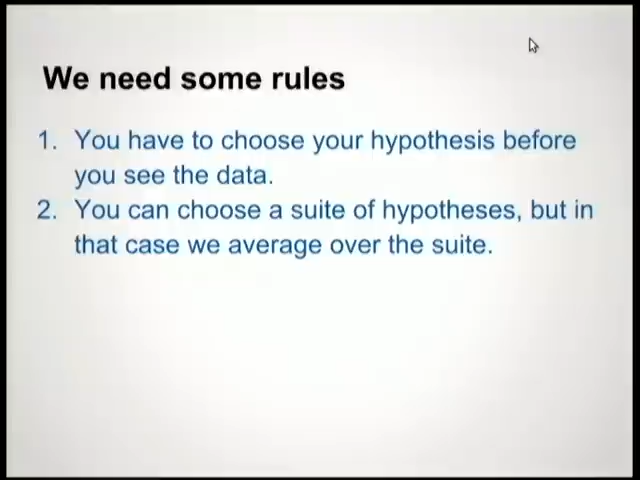 We need some rules
1. You have to choose your hypothesis before
you see the data.
2. You can choose a suite of hypotheses, but in
that case we average over the suite.